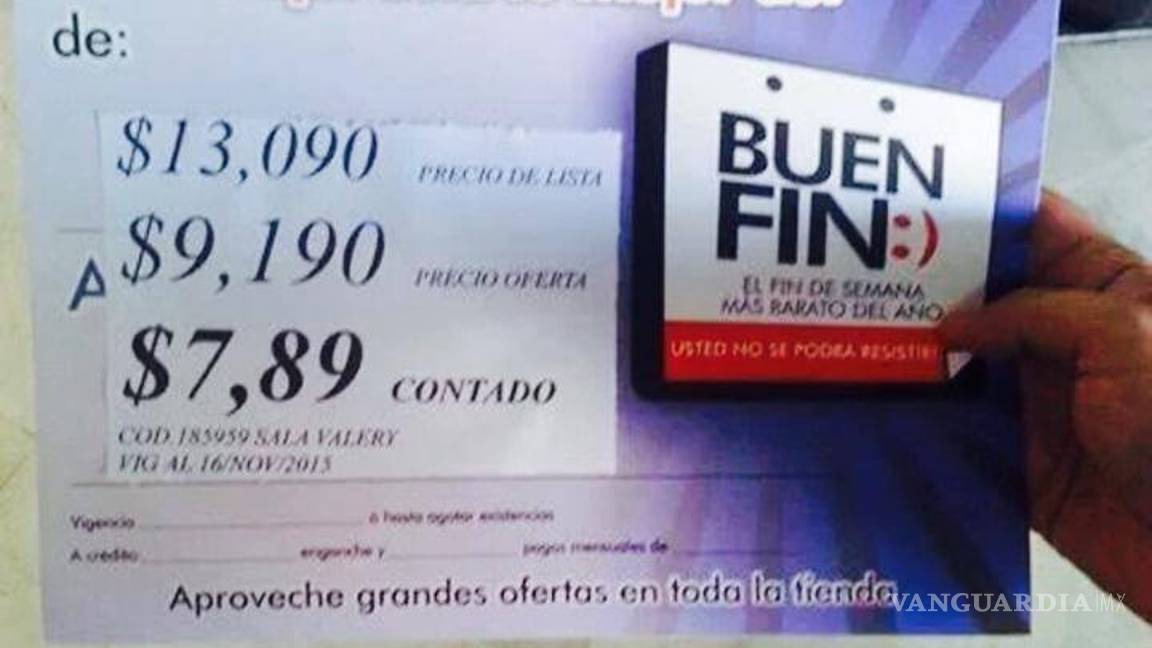 de:
$13,090 PRECIO DE LISTA
A $9,190 PRECIO OFERTA
$7,89 CONTADO
COD.185959 SALA VALERY
VIG AL 16/NOV/2015
BUEN
FIN:)
EL FIN DE SEMANA
MÁS BARATO DEL AÑO
USTED NO SE PODRÁ RESISTIR!
Vigencia ó hasta agotar existencias
A crédito enganche y pagos mensuales de
Aproveche grandes ofertas en toda la tienda
VANGUARDIA|MX